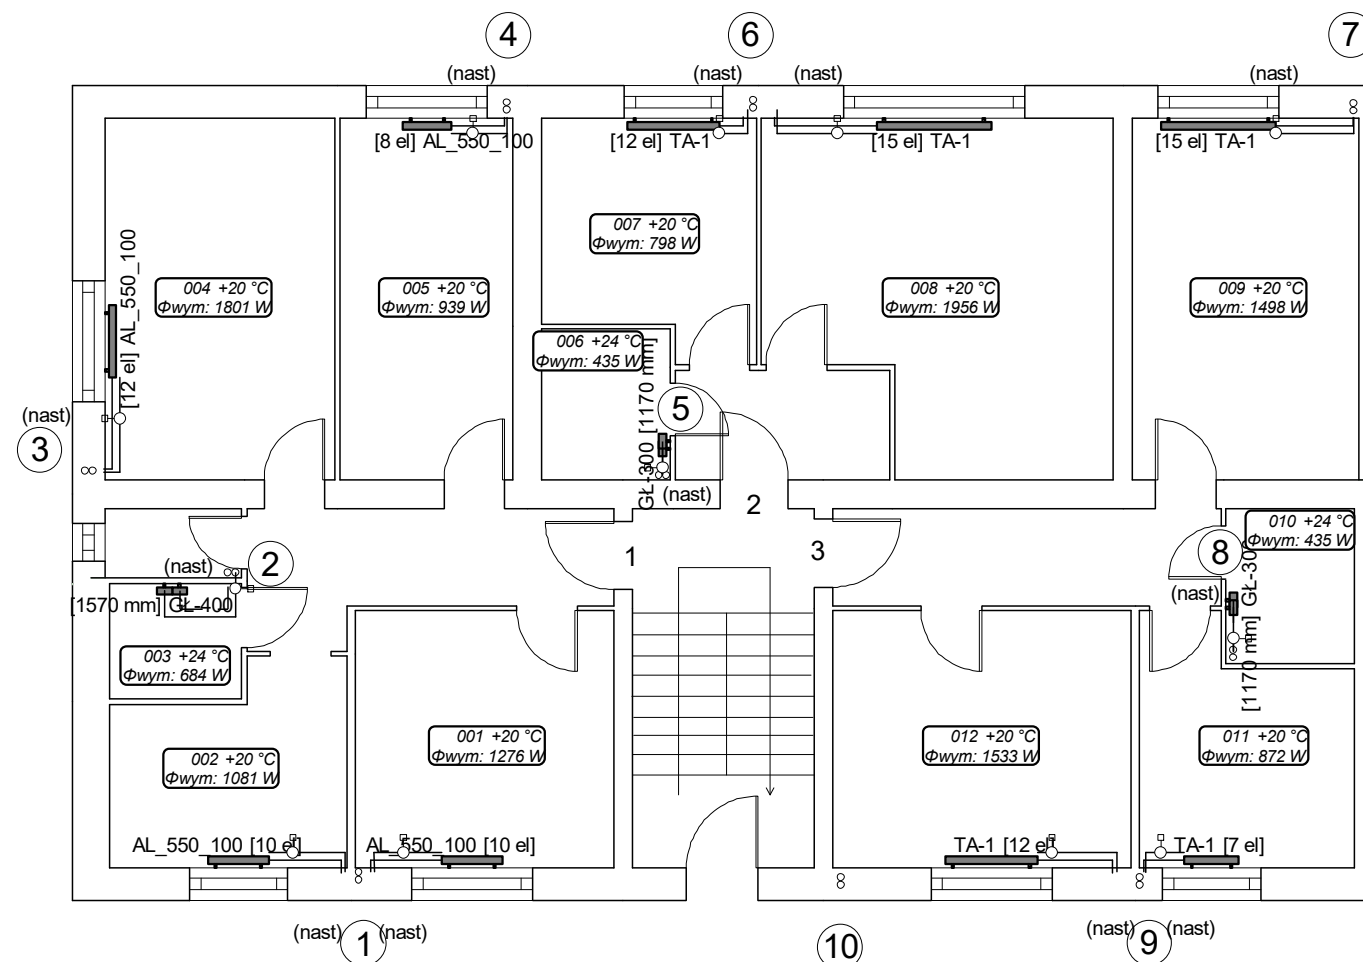 4
6
7
(nast)
(nast)
(nast)
(nast)
[8 el] AL_550_100
[12 el] TA-1
[15 el] TA-1
[15 el] TA-1
007 +20 °C
Φwym: 798 W
004 +20 °C
Φwym: 1801 W
005 +20 °C
Φwym: 939 W
008 +20 °C
Φwym: 1956 W
009 +20 °C
Φwym: 1498 W
[12 el] AL_550_100
006 +24 °C
Φwym: 435 W
GŁ-300 [1170 mm]
5
(nast)
3
(nast)
2
1
3
010 +24 °C
Φwym: 435 W
8
(nast)
[1170 mm] GŁ-300
(nast)
2
[1570 mm] GŁ-400
003 +24 °C
Φwym: 684 W
002 +20 °C
Φwym: 1081 W
001 +20 °C
Φwym: 1276 W
012 +20 °C
Φwym: 1533 W
011 +20 °C
Φwym: 872 W
AL_550_100 [10 el]
AL_550_100 [10 el]
TA-1 [12 el]
TA-1 [7 el]
(nast)
1
(nast)
10
(nast)
9
(nast)